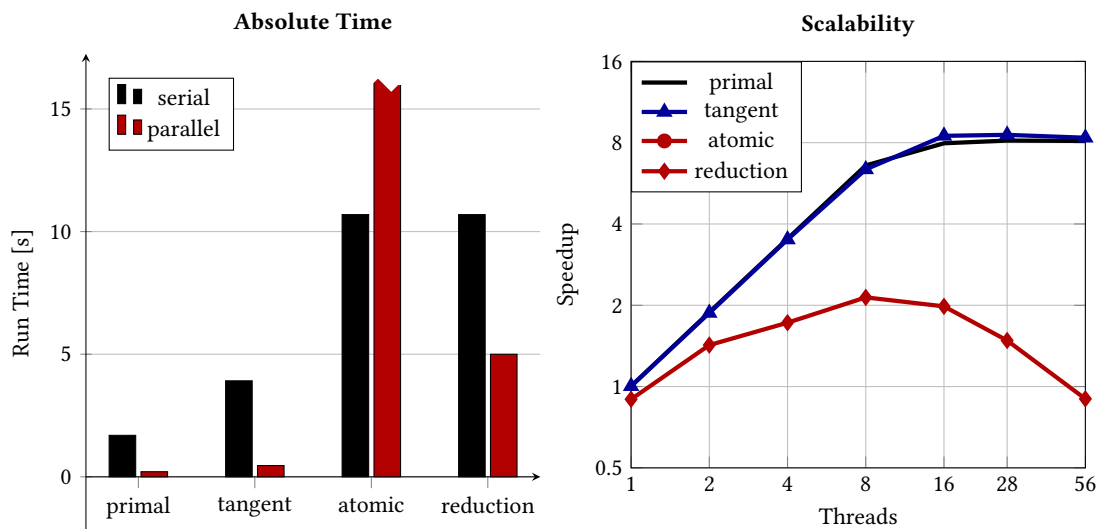 Absolute Time
Run Time [s]
15
10
5
0
serial
parallel
primal
tangent
atomic
reduction
Scalability
Speedup
16
8
4
2
1
0.5
primal
tangent
atomic
reduction
1
2
4
8
16
28
56
Threads